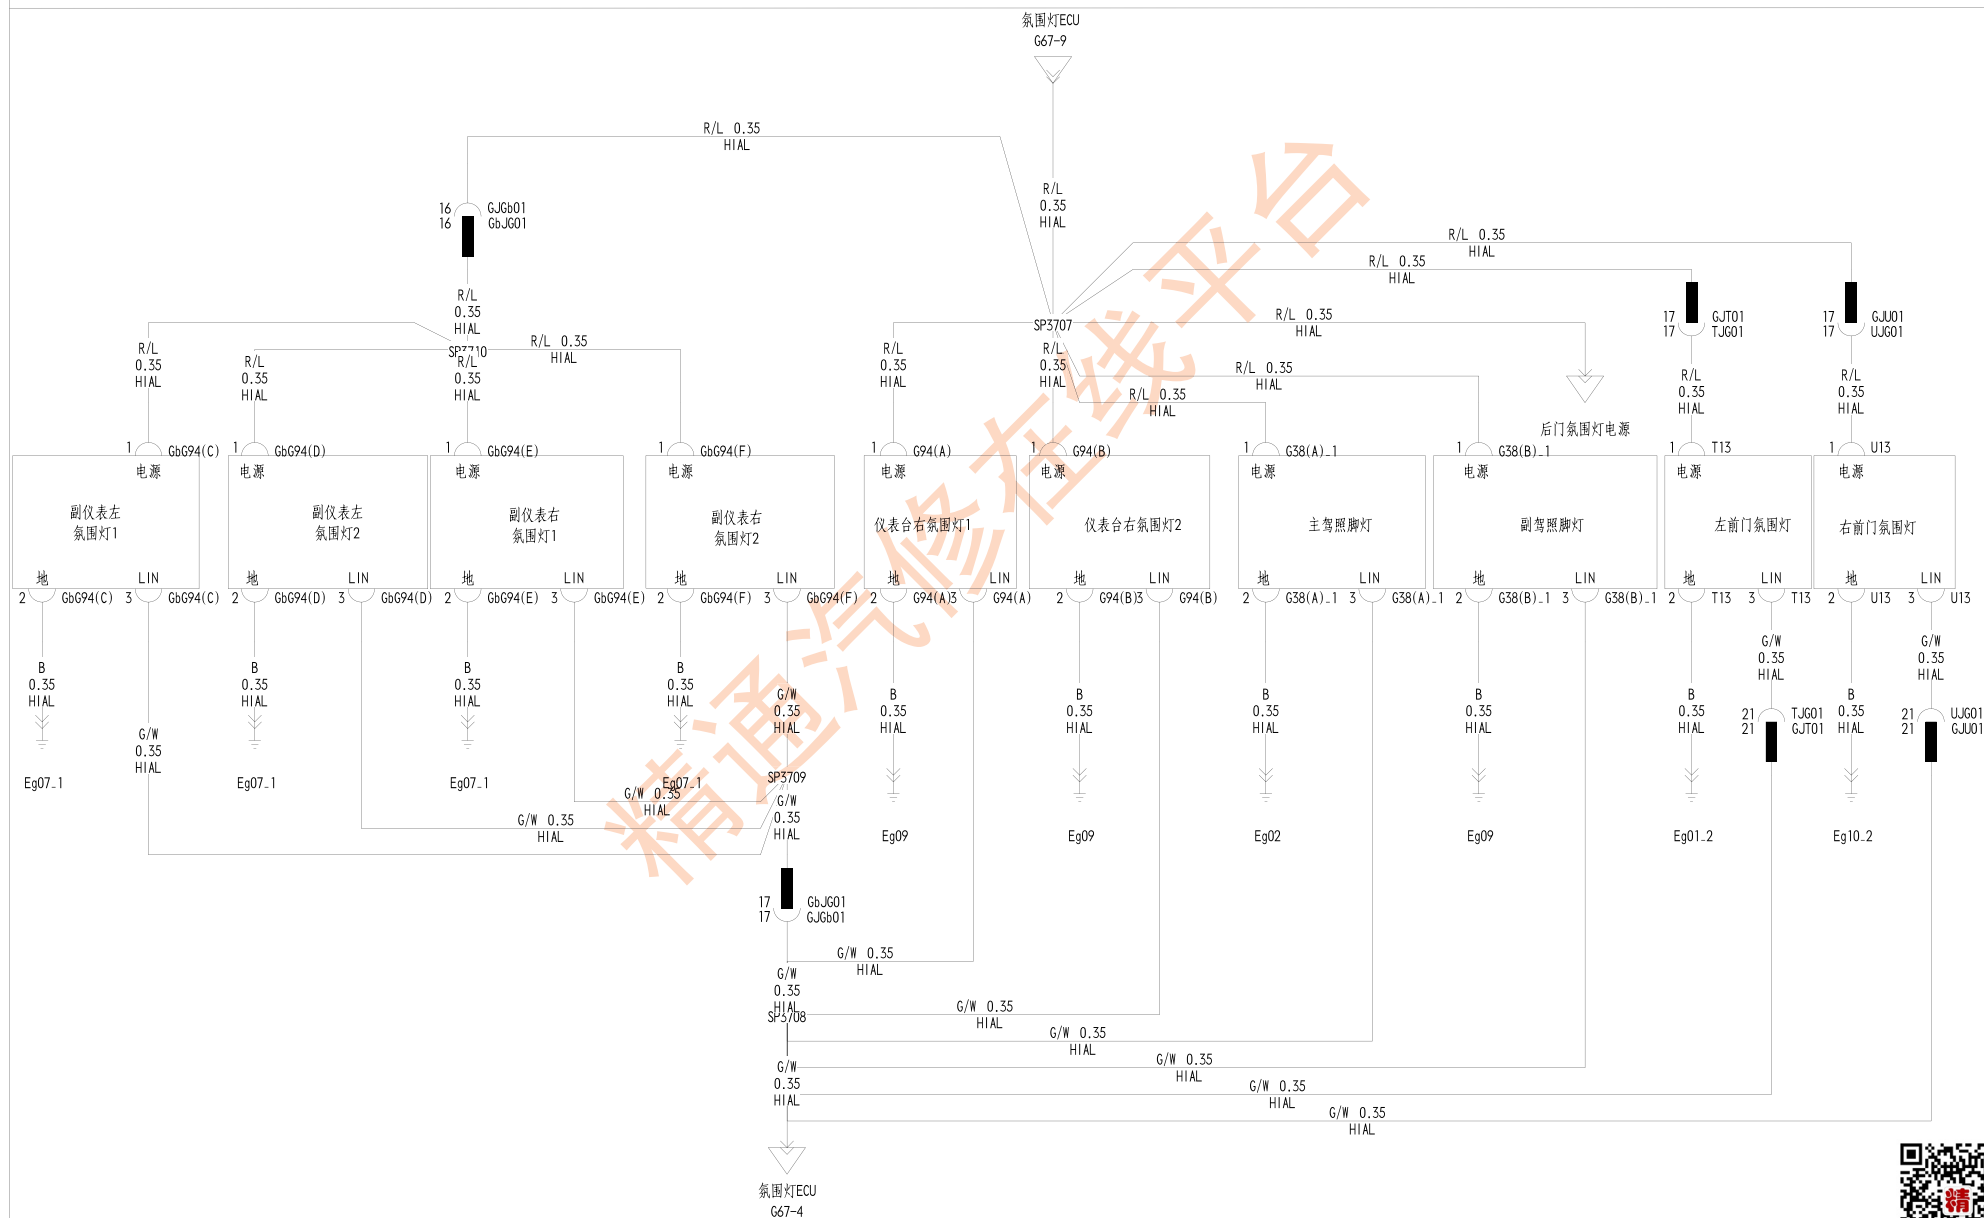 氛围灯ECU
G67-9
R/L 0.35
HIAL
R/L
0.35
HIAL
16 GJGb01
16 GbJG01
R/L 0.35
HIAL
R/L 0.35
HIAL
R/L
0.35
HIAL
SP3710
SP3707
R/L 0.35
HIAL
17 GJT01
17 TJG01
17 GJU01
17 UJG01
R/L
0.35
HIAL
R/L
0.35
HIAL
R/L
0.35
HIAL
R/L 0.35
HIAL
R/L
0.35
HIAL
R/L
0.35
HIAL
R/L 0.35
HIAL
R/L 0.35
HIAL
R/L
0.35
HIAL
R/L
0.35
HIAL
后门氛围灯电源
1 GbG94(C)
1 GbG94(D)
1 GbG94(E)
1 GbG94(F)
1 G94(A)
1 G94(B)
1 G38(A)_1
1 G38(B)_1
1 T13
1 U13
电源
电源
电源
电源
电源
电源
电源
电源
电源
电源
副仪表左
氛围灯1
副仪表左
氛围灯2
副仪表右
氛围灯1
副仪表右
氛围灯2
仪表台右氛围灯1
仪表台右氛围灯2
主驾照脚灯
副驾照脚灯
左前门氛围灯
右前门氛围灯
地 LIN
地 LIN
地 LIN
地 LIN
地 LIN
地 LIN
地 LIN
地 LIN
地 LIN
地 LIN
2 GbG94(C) 3 GbG94(C)
2 GbG94(D) 3 GbG94(D)
2 GbG94(E) 3 GbG94(E)
2 GbG94(F) 3 GbG94(F)
2 G94(A) 3 G94(A)
2 G94(B) 3 G94(B)
2 G38(A)_1 3 G38(A)_1
2 G38(B)_1 3 G38(B)_1
2 T13 3 T13
2 U13 3 U13
B
0.35
HIAL
B
0.35
HIAL
B
0.35
HIAL
B
0.35
HIAL
G/W
0.35
HIAL
B
0.35
HIAL
B
0.35
HIAL
B
0.35
HIAL
B
0.35
HIAL
B
0.35
HIAL
G/W
0.35
HIAL
B
0.35
HIAL
G/W
0.35
HIAL
21 TJG01
21 GJT01
21 UJG01
21 GJU01
G/W
0.35
HIAL
Eg07_1
Eg07_1
Eg07_1
Eg07_1
SP3709
G/W 0.35
HIAL
G/W 0.35
HIAL
G/W
0.35
HIAL
Eg09
Eg09
Eg02
Eg09
Eg01_2
Eg10_2
17 GbJG01
17 GJGb01
G/W 0.35
HIAL
G/W
0.35
HIAL
SP3708
G/W 0.35
HIAL
G/W 0.35
HIAL
G/W 0.35
HIAL
G/W
0.35
HIAL
G/W 0.35
HIAL
G/W 0.35
HIAL
氛围灯ECU
G67-4
精通汽修在线平台
精